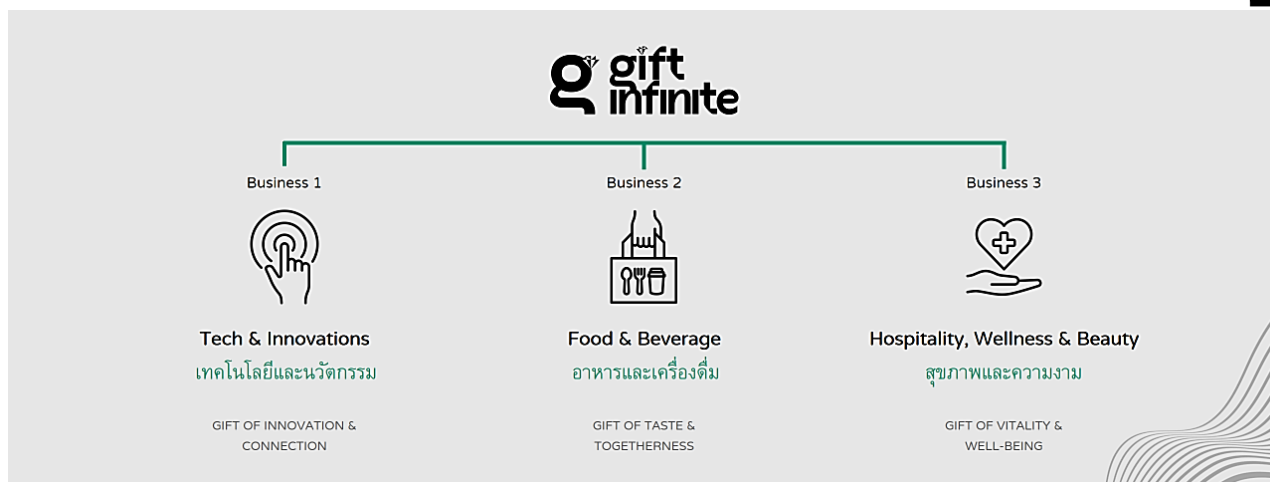 gift
infinite
Business 1
Business 2
Business 3
Tech & Innovations
Food & Beverage
Hospitality, Wellness & Beauty
เทคโนโลยีและนวัตกรรม
อาหารและเครื่องดื่ม
สุขภาพและความงาม
GIFT OF INNOVATION &
CONNECTION
GIFT OF TASTE &
TOGETHERNESS
GIFT OF VITALITY &
WELL-BEING